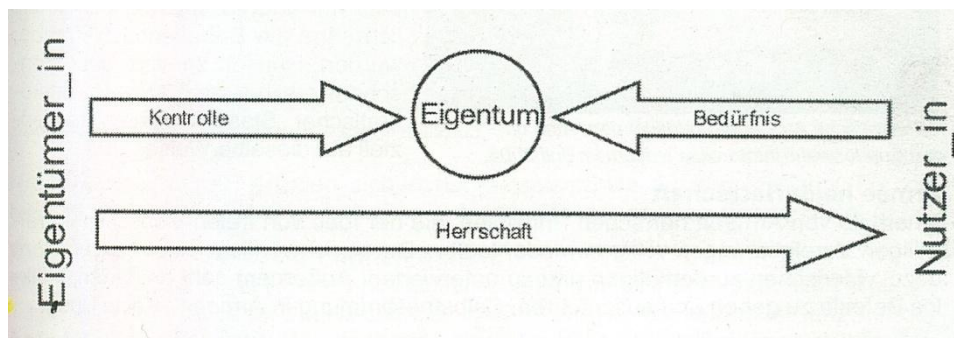 Eigentümer_in
Kontrolle
Eigentum
Bedürfnis
Herrschaft
Nutzer_in